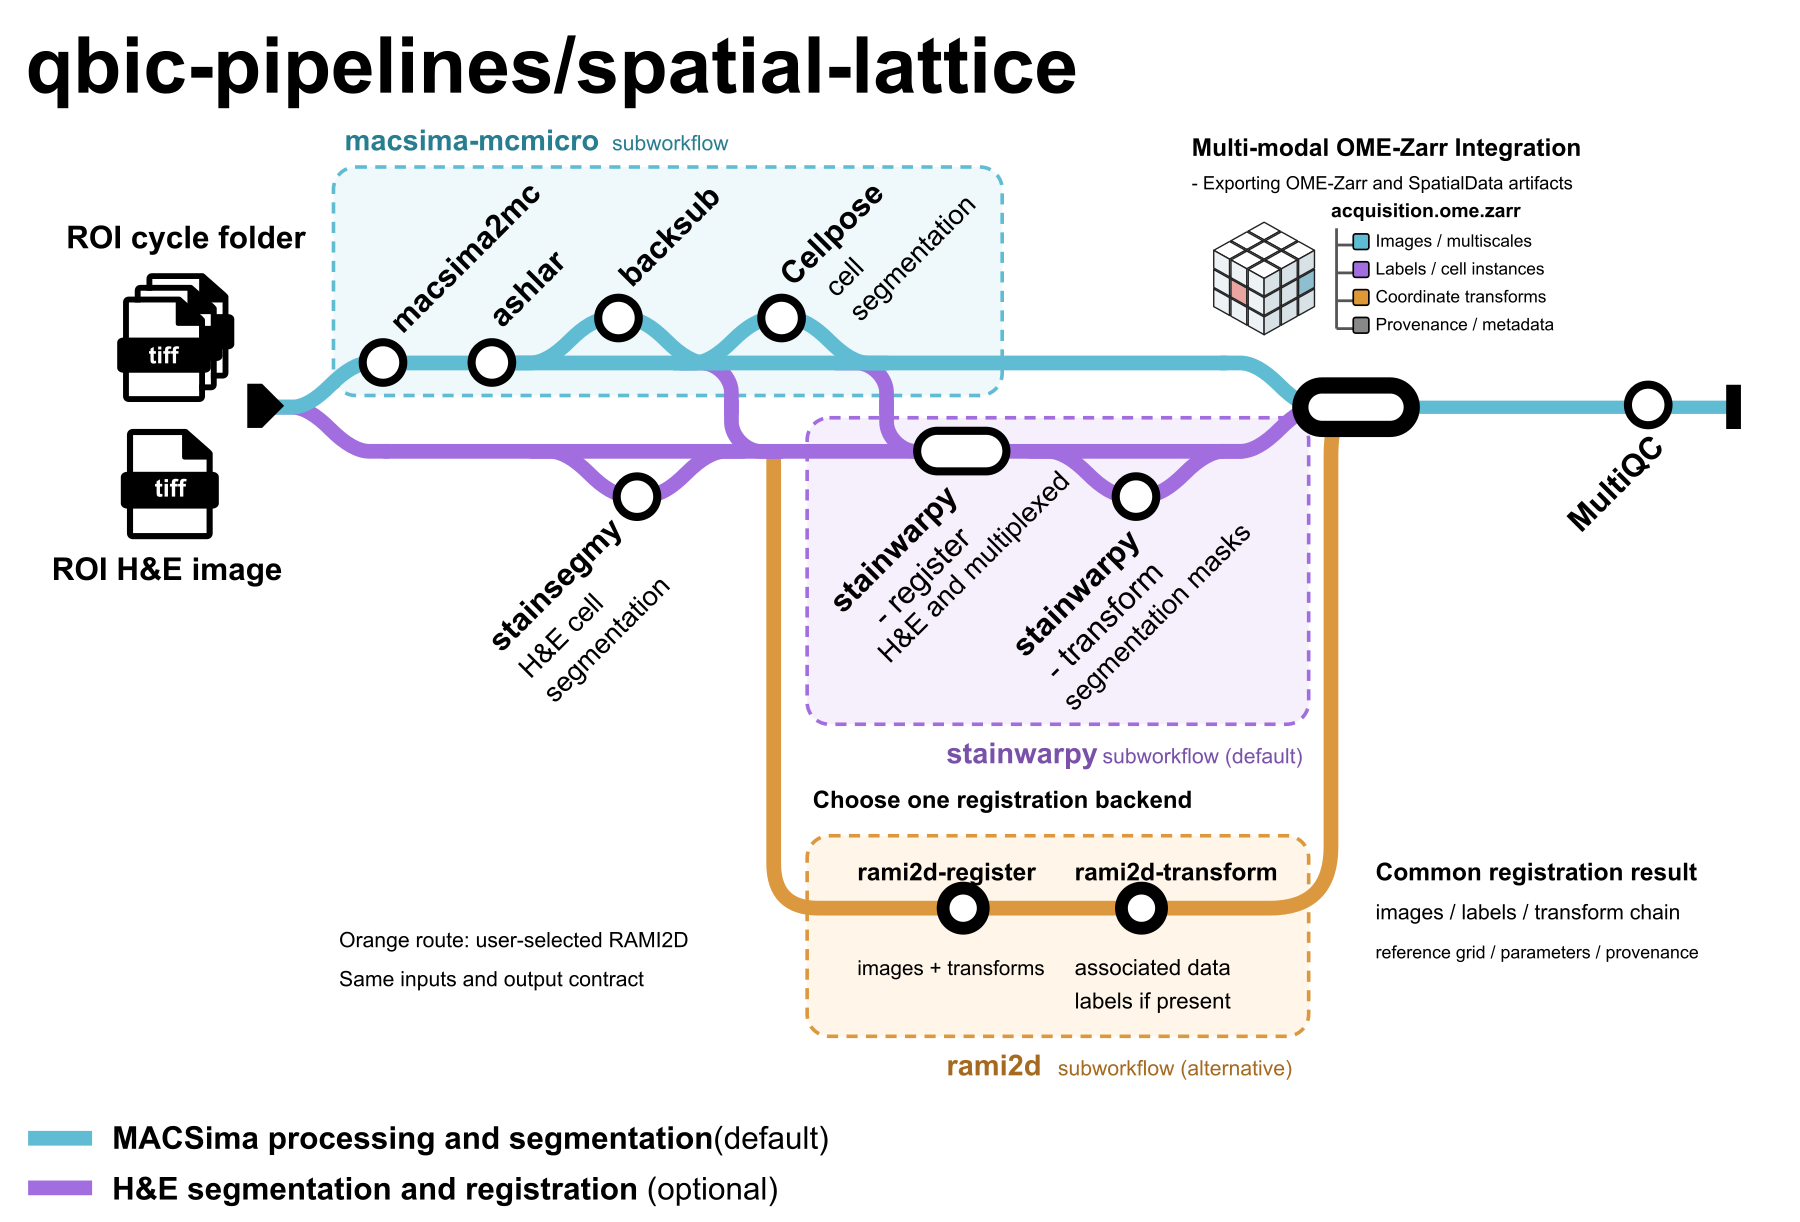 qbic-pipelines/spatial-lattice
macsima-mcmicro subworkflow
Multi-modal OME-Zarr Integration
- Exporting OME-Zarr and SpatialData artifacts
acquisition.ome.zarr
Images / multiscales
Labels / cell instances
Coordinate transforms
Provenance / metadata
ROI cycle folder
tiff
tiff
ROI H&E image
macsima2mc
ashlar
backsub
Cellpose
cell
segmentation
MultiQC
stainsegmy
H&E cell
segmentation
stainwarpy
- register
H&E and multiplexed
stainwarpy
- transform
segmentation masks
stainwarpy subworkflow (default)
Choose one registration backend
rami2d-register
rami2d-transform
images + transforms
associated data
labels if present
rami2d subworkflow (alternative)
Orange route: user-selected RAMI2D
Same inputs and output contract
Common registration result
images / labels / transform chain
reference grid / parameters / provenance
MACSima processing and segmentation(default)
H&E segmentation and registration (optional)